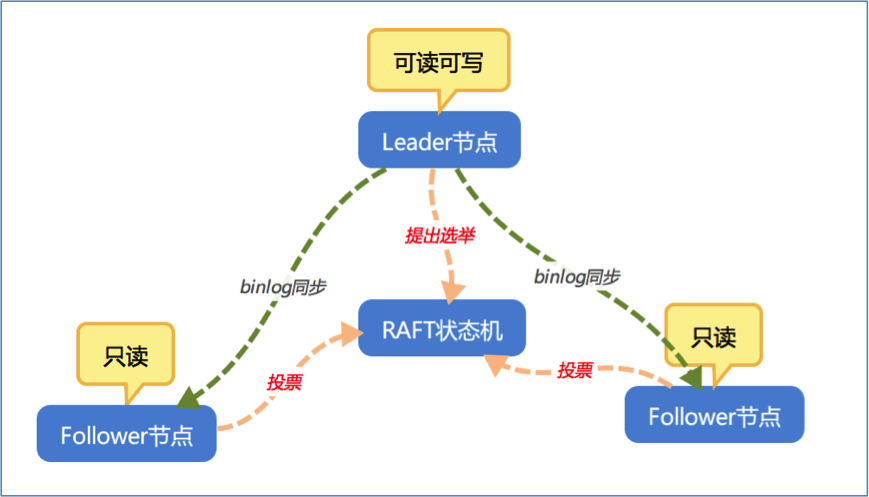 可读可写
Leader节点
提出选举
binlog同步
binlog同步
RAFT状态机
只读
只读
投票
投票
Follower节点
Follower节点